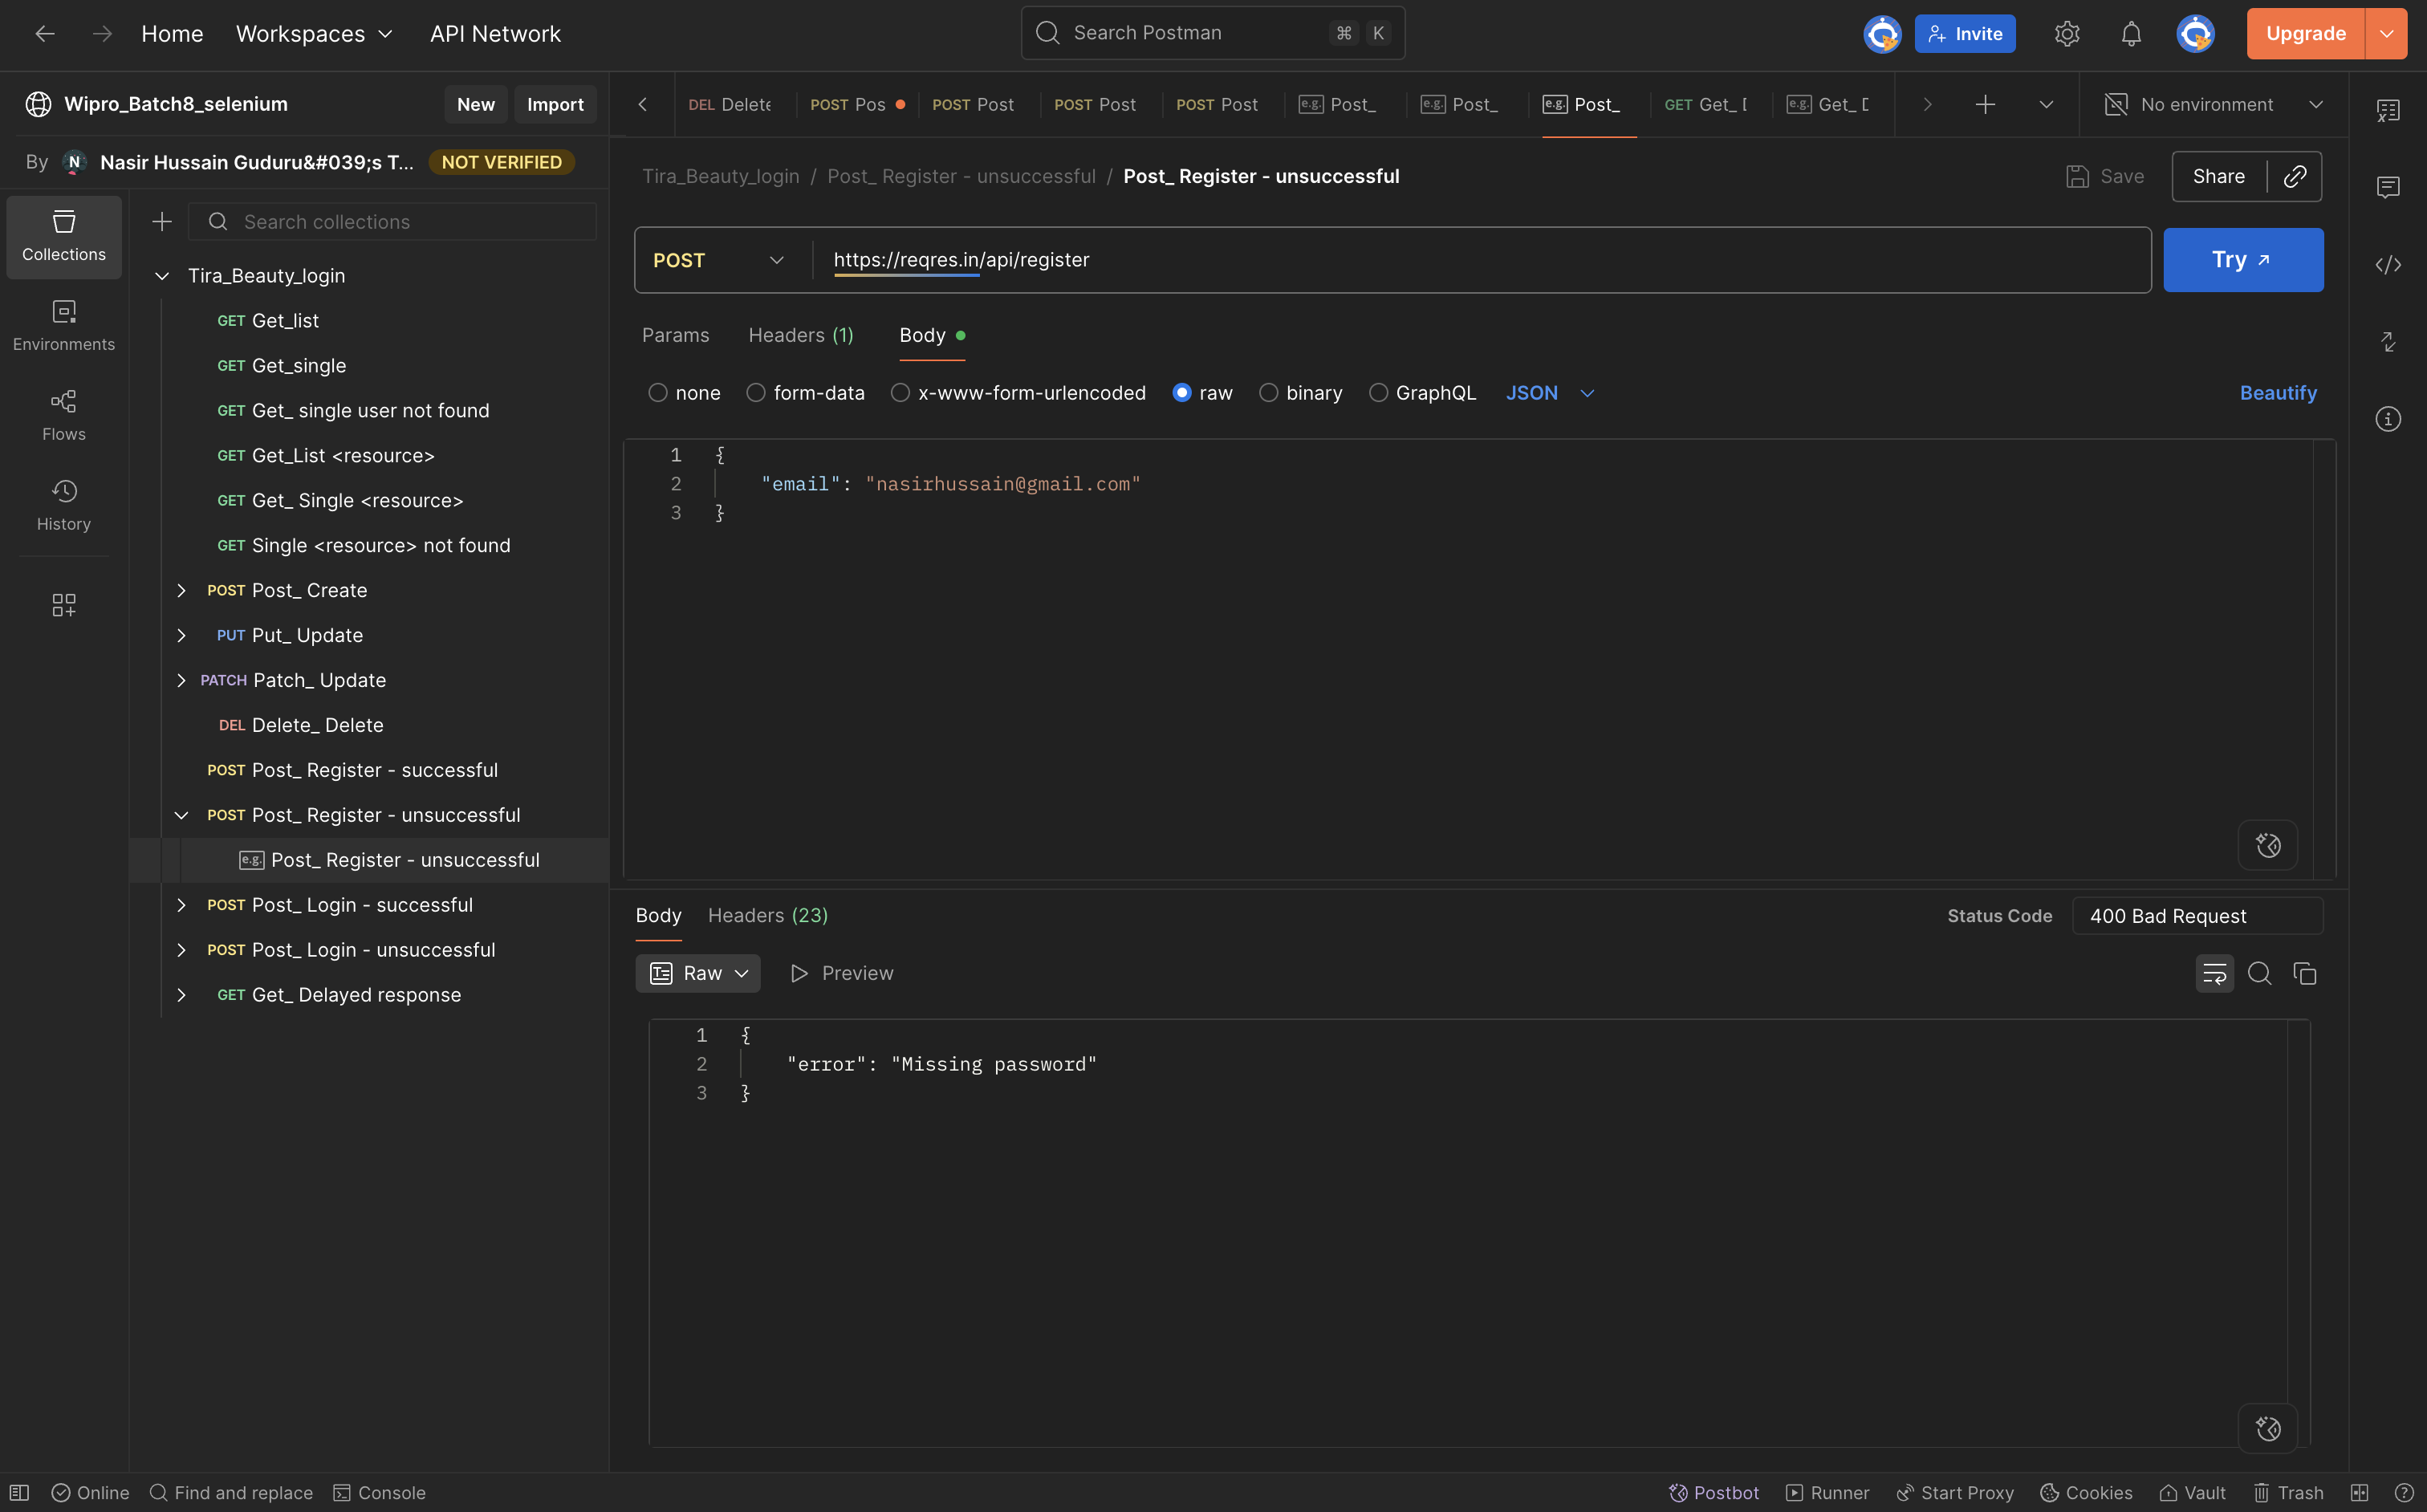 Home Workspaces API Network Search Postman ⌘ K Invite Upgrade
Wipro_Batch8_selenium New Import
DEL Delete POST Pos POST Post POST Post POST Post e.g. Post_ e.g. Post_ e.g. Post_ GET Get_ e.g. Get_ No environment
By N Nasir Hussain Guduru&#039;s T... NOT VERIFIED
Tira_Beauty_login / Post_ Register - unsuccessful / Post_ Register - unsuccessful Save Share
Collections
Environments
Flows
History
Search collections
Tira_Beauty_login
GET Get_list
GET Get_single
GET Get_ single user not found
GET Get_List <resource>
GET Get_ Single <resource>
GET Single <resource> not found
POST Post_ Create
PUT Put_ Update
PATCH Patch_ Update
DEL Delete_ Delete
POST Post_ Register - successful
POST Post_ Register - unsuccessful
e.g. Post_ Register - unsuccessful
POST Post_ Login - successful
POST Post_ Login - unsuccessful
GET Get_ Delayed response
POST https://reqres.in/api/register Try
Params Headers (1) Body
none form-data x-www-form-urlencoded raw binary GraphQL JSON Beautify
1 {
2 "email": "nasirhussain@gmail.com"
3 }
Body Headers (23) Status Code 400 Bad Request
Raw Preview
1 {
2 "error": "Missing password"
3 }
Online Find and replace Console Postbot Runner Start Proxy Cookies Vault Trash